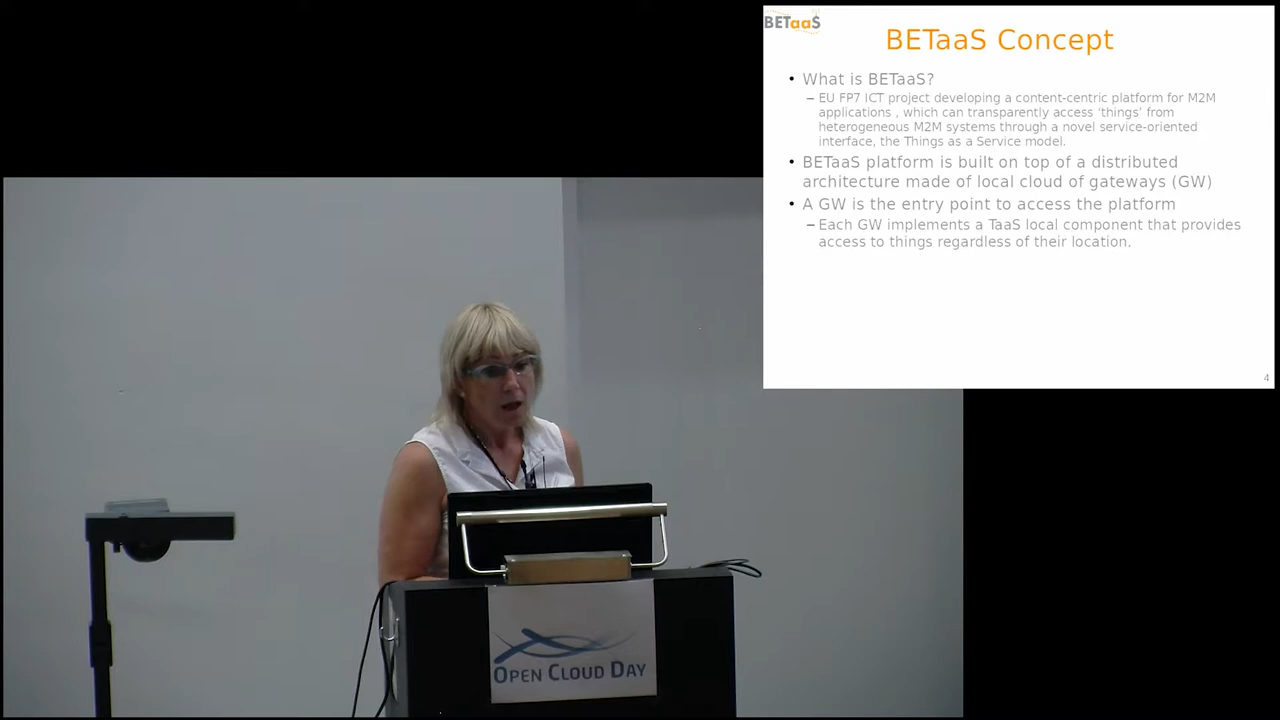 BETaaS
BETaaS Concept
• What is BETaaS?
– EU FP7 ICT project developing a content-centric platform for M2M
applications , which can transparently access ‘things’ from
heterogeneous M2M systems through a novel service-oriented
interface, the Things as a Service model.
• BETaaS platform is built on top of a distributed
architecture made of local cloud of gateways (GW)
• A GW is the entry point to access the platform
– Each GW implements a TaaS local component that provides
access to things regardless of their location.
4
OPEN CLOUD DAY